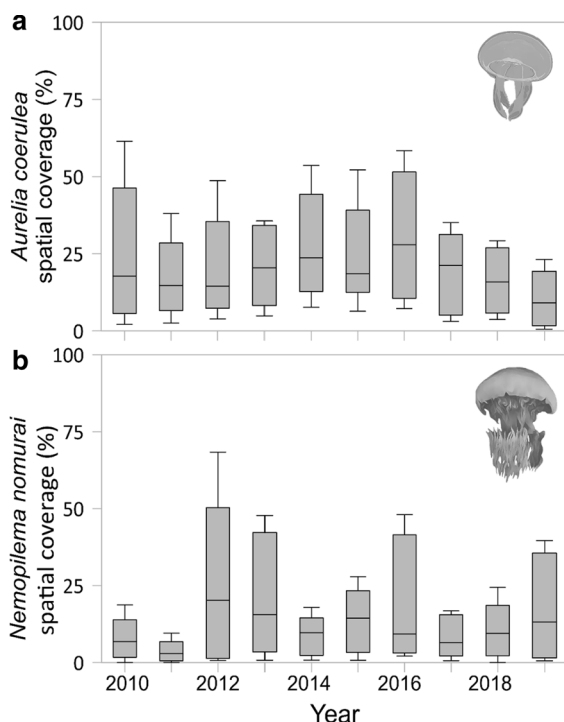 a
Aurelia coerulea
spatial coverage (%)
100
75
50
25
0
b
Nemopilema nomurai
spatial coverage (%)
100
75
50
25
0
2010
2012
2014
2016
2018
Year